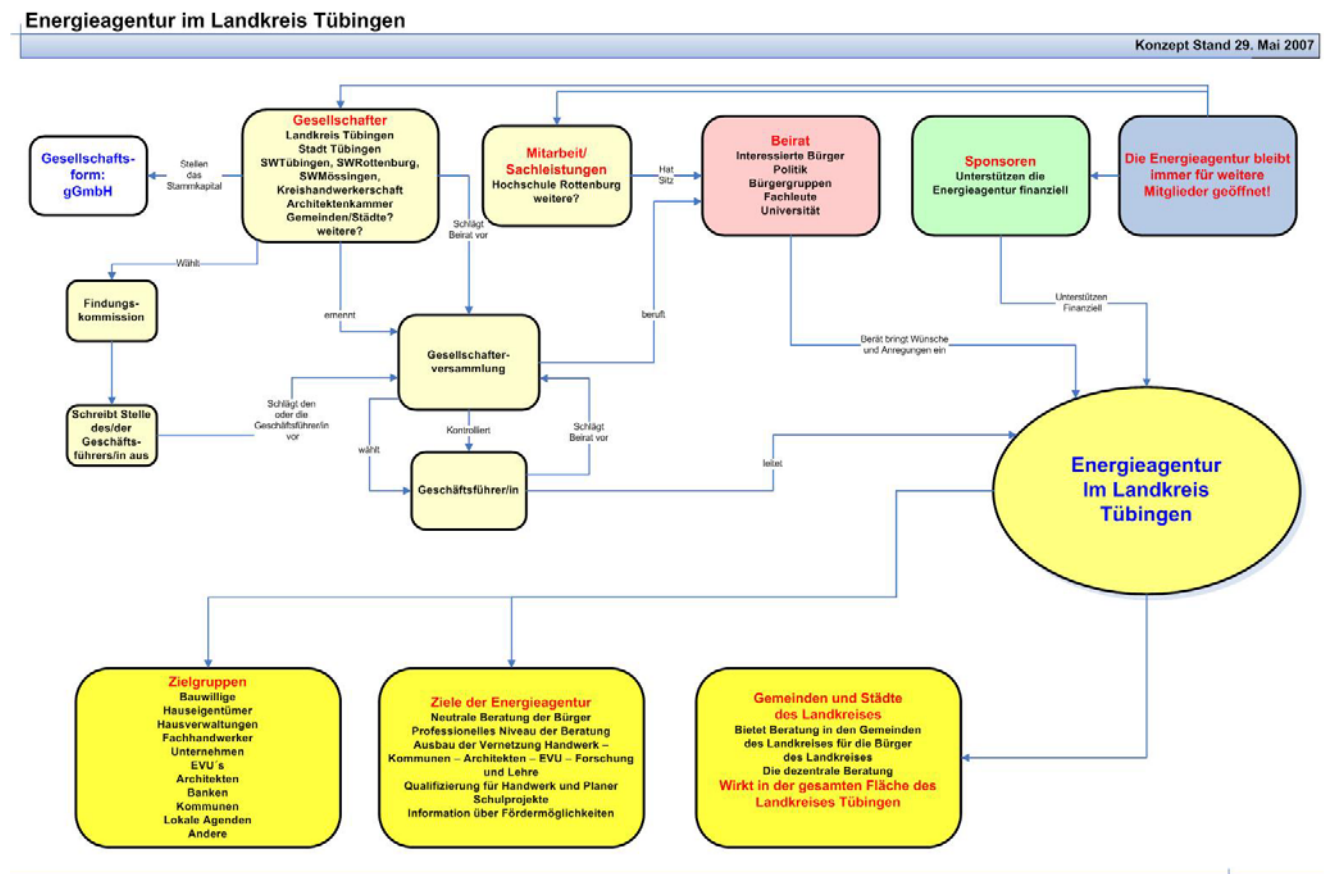 Energieagentur im Landkreis Tübingen
Konzept Stand 29. Mai 2007
Gesellschafts-
form:
gGmbH
Stellen
das
Stammkapital
Gesellschafter
Landkreis Tübingen
Stadt Tübingen
SWTübingen, SWRottenburg,
SWMössingen,
Kreishandwerkerschaft
Architektenkammer
Gemeinden/Städte?
weitere?
Mitarbeit/
Sachleistungen
Hochschule Rottenburg
weitere?
Hat
Sitz
Beirat
Interessierte Bürger
Politik
Bürgergruppen
Fachleute
Universität
Sponsoren
Unterstützen die
Energieagentur finanziell
Die Energieagentur bleibt
immer für weitere
Mitglieder geöffnet!
Schlägt
Beirat vor
Wählt
Findungs-
kommission
ernennt
beruft
Unterstützen
Finanziell
Gesellschafter-
versammlung
Berät bringt Wünsche
und Anregungen ein
Schreibt Stelle
des/der
Geschäfts-
führers/in aus
Schlägt den
oder die
Geschäftsführer/in
vor
Kontrolliert
Schlägt
Beirat vor
wählt
Geschäftsführer/in
leitet
Energieagentur
Im Landkreis
Tübingen
Zielgruppen
Bauwillige
Hauseigentümer
Hausverwaltungen
Fachhandwerker
Unternehmen
EVU´s
Architekten
Banken
Kommunen
Lokale Agenden
Andere
Ziele der Energieagentur
Neutrale Beratung der Bürger
Professionelles Niveau der Beratung
Ausbau der Vernetzung Handwerk –
Kommunen – Architekten – EVU – Forschung
und Lehre
Qualifizierung für Handwerk und Planer
Schulprojekte
Information über Fördermöglichkeiten
Gemeinden und Städte
des Landkreises
Bietet Beratung in den Gemeinden
des Landkreises für die Bürger
des Landkreises
Die dezentrale Beratung
Wirkt in der gesamten Fläche des
Landkreises Tübingen